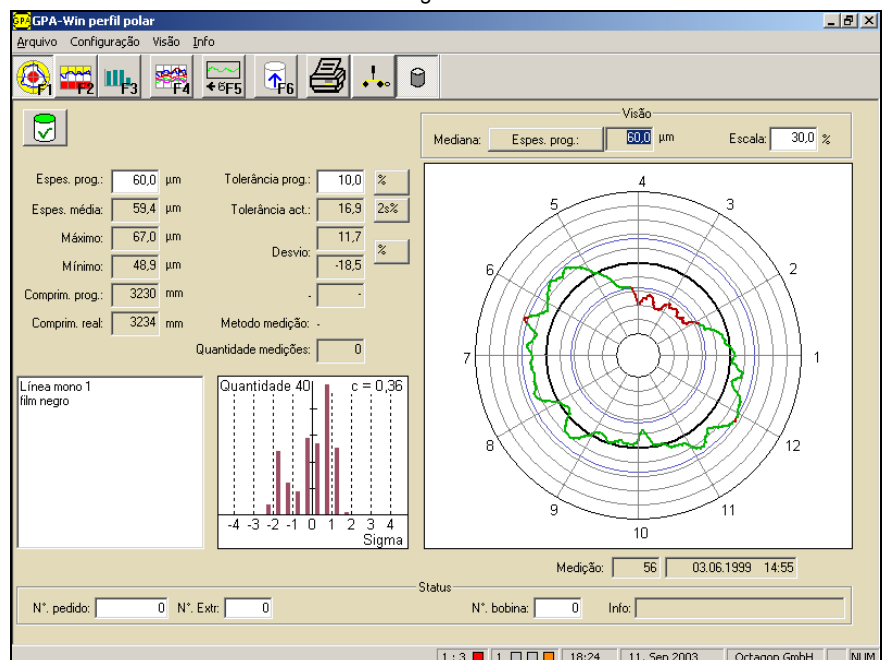 GPA-Win perfil polar
Arquivo Configuração Visão Info
F1 F2 F3 F4 F5 F6
Visão
Mediana: Espes. prog.: 60,0 µm Escala: 30,0 %
Espes. prog.: 60,0 µm Tolerância prog.: 10,0 %
Espes. média: 59,4 µm Tolerância act.: 16,9 2s%
Máximo: 67,0 µm Desvio: 11,7 %
Mínimo: 48,9 µm -18,5
Comprim. prog.: 3230 mm - -
Comprim. real: 3234 mm Metodo medição: -
Quantidade medições: 0
Línea mono 1
film negro
Quantidade 40 c = 0,36
-4 -3 -2 -1 0 1 2 3 4
Sigma
4
5 3
6 2
7 1
8 12
9 11
10
Medição: 56 03.06.1999 14:55
Status
N°. pedido: 0 N°. Extr: 0 N°. bobina: 0 Info:
1 : 3 1 18:24 11. Sep 2003 Octagon GmbH NUM